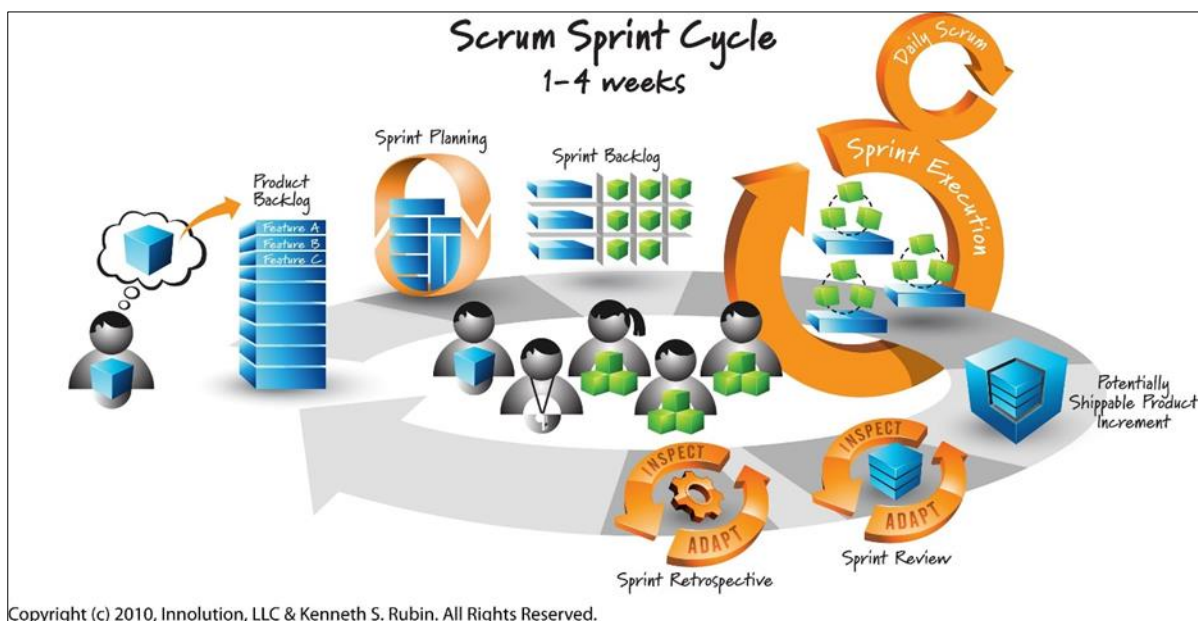 Scrum Sprint Cycle
1-4 weeks
Daily Scrum
Sprint Planning
Sprint Backlog
Sprint Execution
Product
Backlog
Feature A
Feature B
Feature C
Potentially
Shippable Product
Increment
INSPECT
ADAPT
Sprint Review
INSPECT
ADAPT
Sprint Retrospective
Copyright (c) 2010, Innolution, LLC & Kenneth S. Rubin. All Rights Reserved.